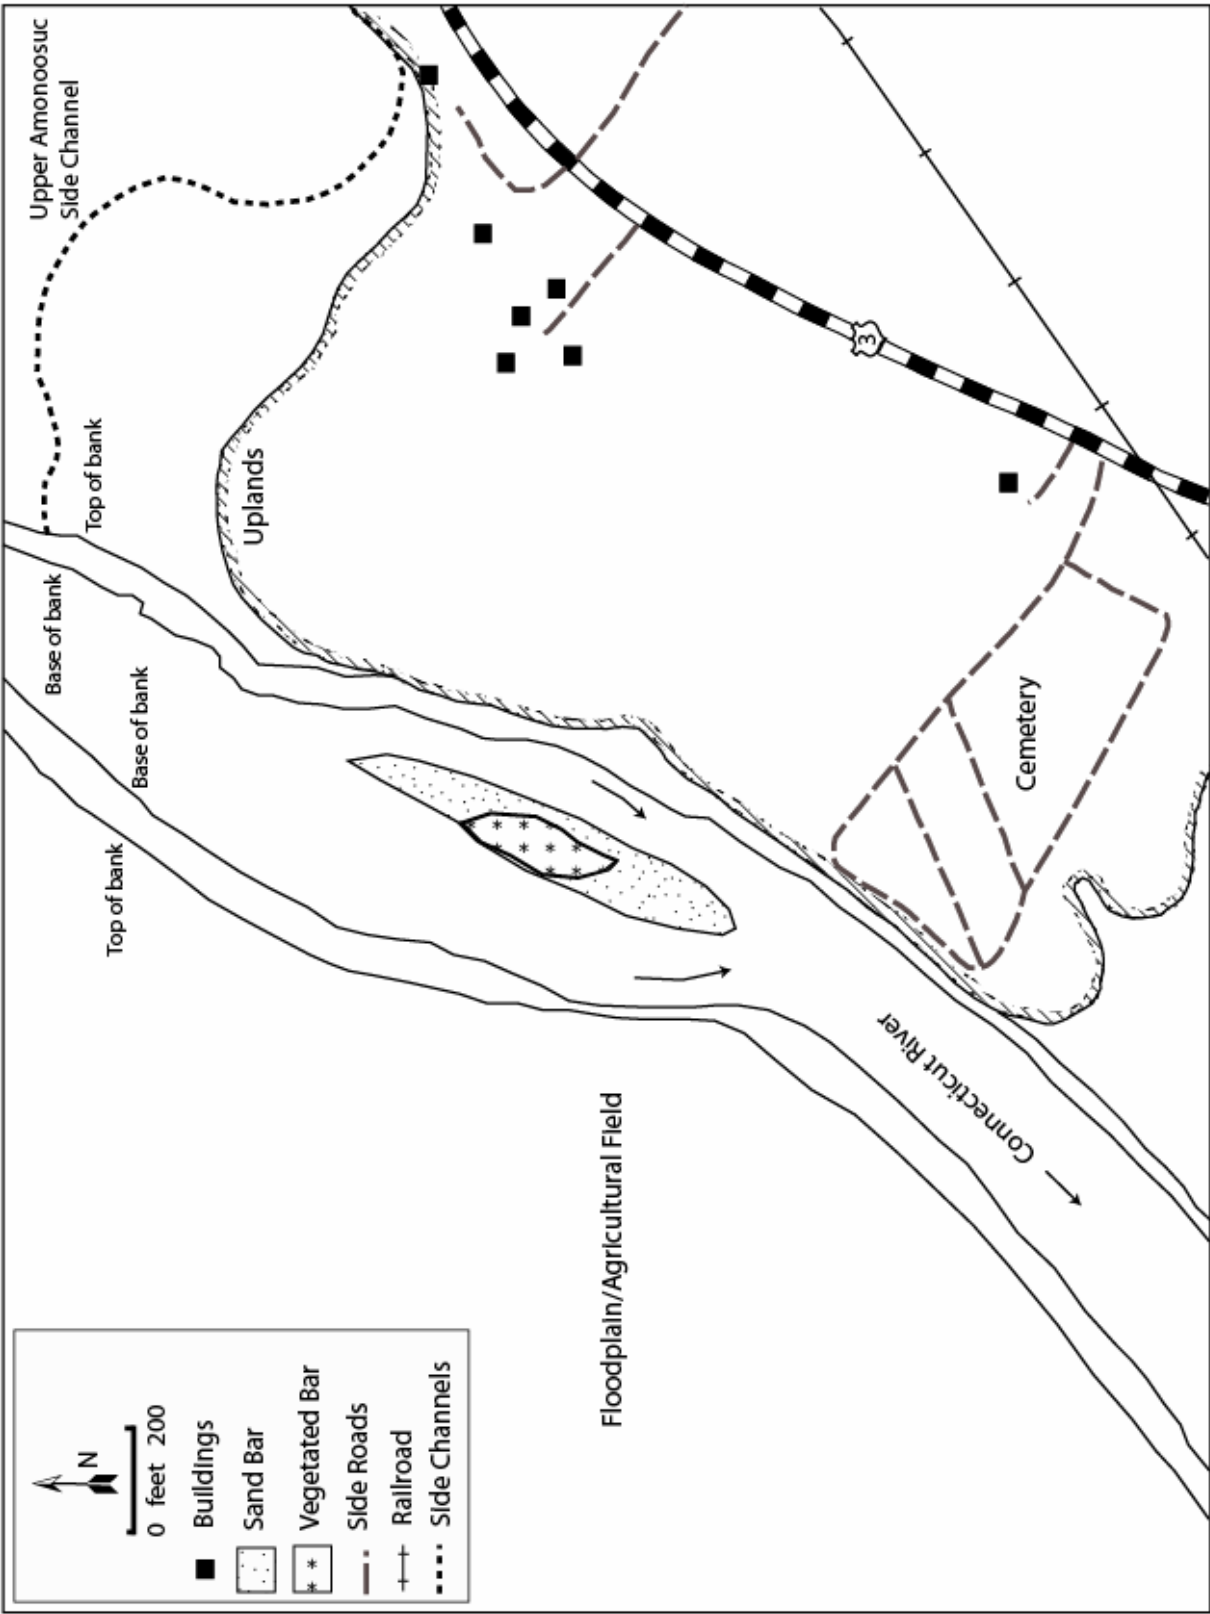 Upper Amonoosuc
Side Channel
Top of bank
Base of bank
Base of bank
Top of bank
Uplands
3
Cemetery
Connecticut River
Floodplain/Agricultural Field
N
0 feet 200
Buildings
Sand Bar
Vegetated Bar
Side Roads
Railroad
Side Channels